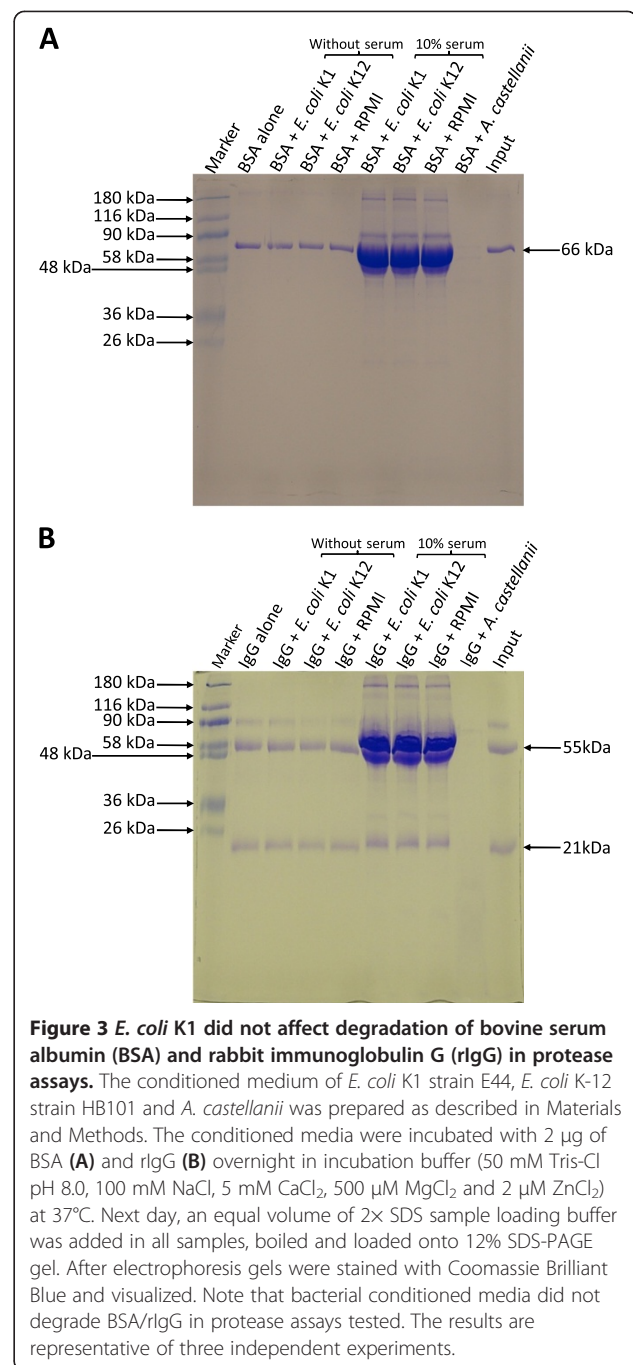 A
Without serum
10% serum
Marker
BSA alone
BSA + E. coli K1
BSA + E. coli K12
BSA + RPMI
BSA + E. coli K1
BSA + E. coli K12
BSA + RPMI
BSA + A. castellanii
Input
180 kDa
116 kDa
90 kDa
58 kDa
48 kDa
36 kDa
26 kDa
66 kDa
B
Without serum
10% serum
Marker
IgG alone
IgG + E. coli K1
IgG + E. coli K12
IgG + RPMI
IgG + E. coli K1
IgG + E. coli K12
IgG + RPMI
IgG + A. castellanii
Input
180 kDa
116 kDa
90 kDa
58 kDa
48 kDa
36 kDa
26 kDa
55kDa
21kDa
Figure 3 E. coli K1 did not affect degradation of bovine serum
albumin (BSA) and rabbit immunoglobulin G (rIgG) in protease
assays. The conditioned medium of E. coli K1 strain E44, E. coli K-12
strain HB101 and A. castellanii was prepared as described in Materials
and Methods. The conditioned media were incubated with 2 μg of
BSA (A) and rIgG (B) overnight in incubation buffer (50 mM Tris-Cl
pH 8.0, 100 mM NaCl, 5 mM CaCl₂, 500 μM MgCl₂ and 2 μM ZnCl₂)
at 37°C. Next day, an equal volume of 2× SDS sample loading buffer
was added in all samples, boiled and loaded onto 12% SDS-PAGE
gel. After electrophoresis gels were stained with Coomassie Brilliant
Blue and visualized. Note that bacterial conditioned media did not
degrade BSA/rIgG in protease assays tested. The results are
representative of three independent experiments.